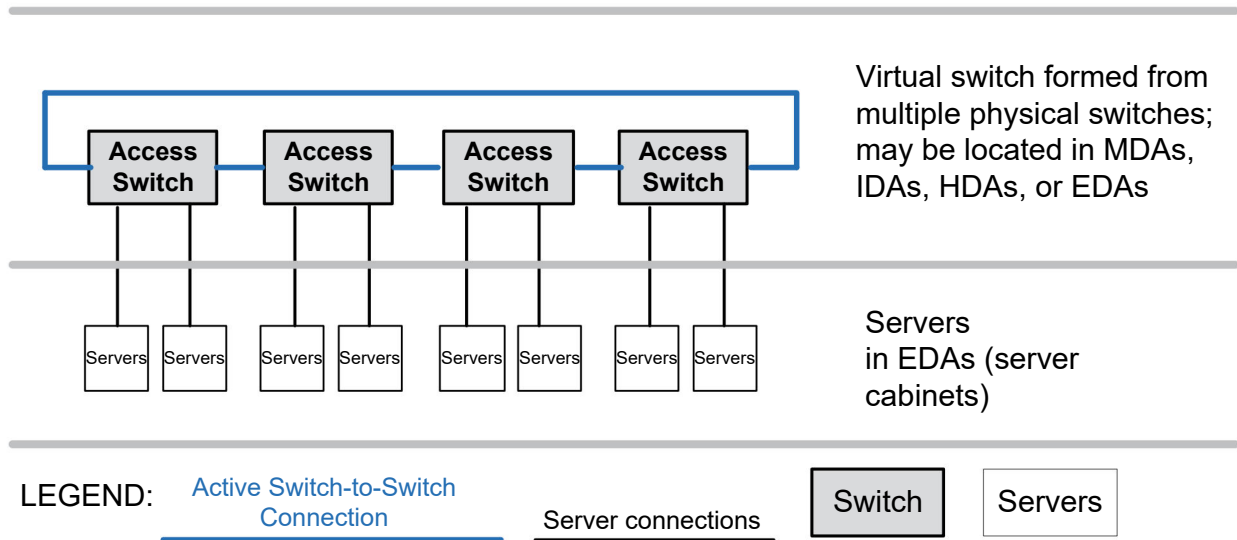 Virtual switch formed from
multiple physical switches;
may be located in MDAs,
IDAs, HDAs, or EDAs
Access
Switch
Access
Switch
Access
Switch
Access
Switch
Servers
Servers
Servers
Servers
Servers
Servers
Servers
Servers
Servers
in EDAs (server
cabinets)
LEGEND:
Active Switch-to-Switch
Connection
Server connections
Switch
Servers